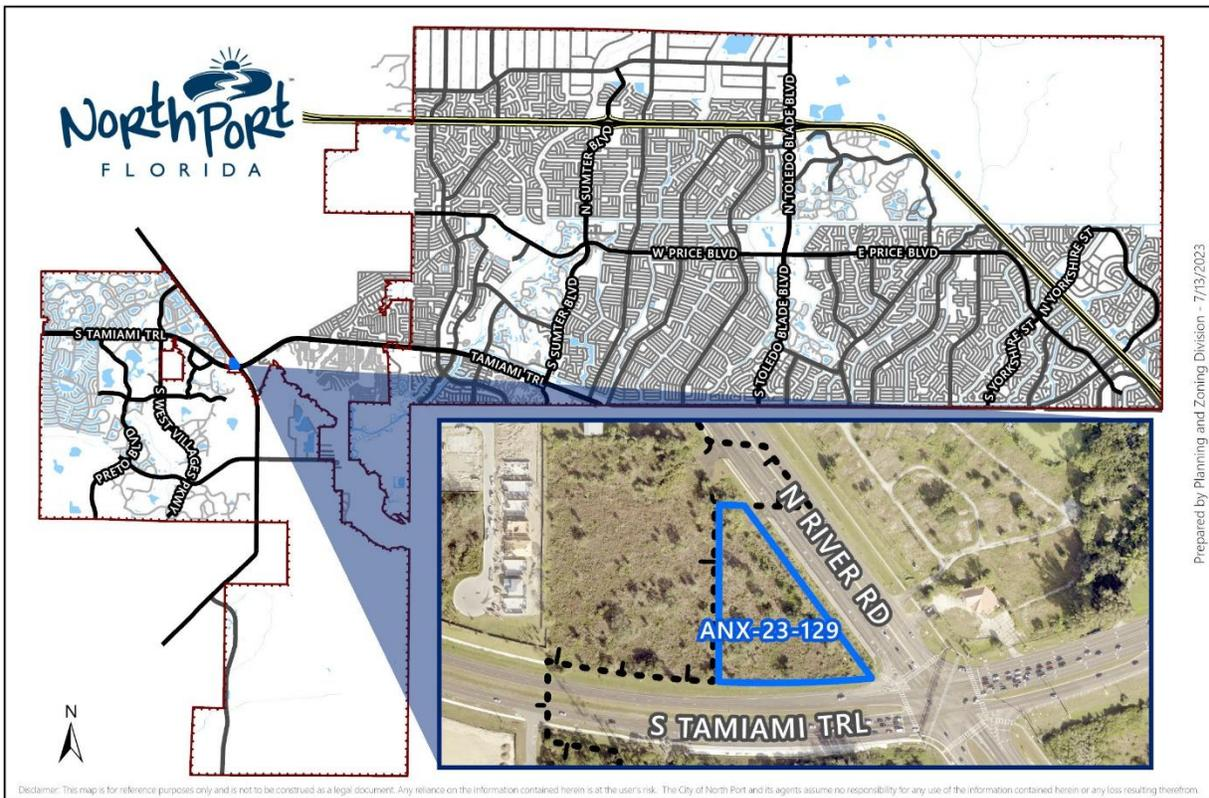 North Port
FLORIDA
N SUMTER BLVD
N TOLEDO BLADE BLVD
W PRICE BLVD
E PRICE BLVD
S TAMIAMI TRL
TAMIAMI TRL
S SUMTER BLVD
S TOLEDO BLADE BLVD
S YORKSHIRE ST
N YORKSHIRE ST
S WEST VILLAGES PKWY
PRETO BLVD
N
N RIVER RD
ANX-23-129
S TAMIAMI TRL
Prepared by Planning and Zoning Division - 7/13/2023
Disclaimer: This map is for reference purposes only and is not to be construed as a legal document. Any reliance on the information contained herein is at the user's risk. The City of North Port and its agents assume no responsibility for any use of the information contained herein or any loss resulting therefrom.